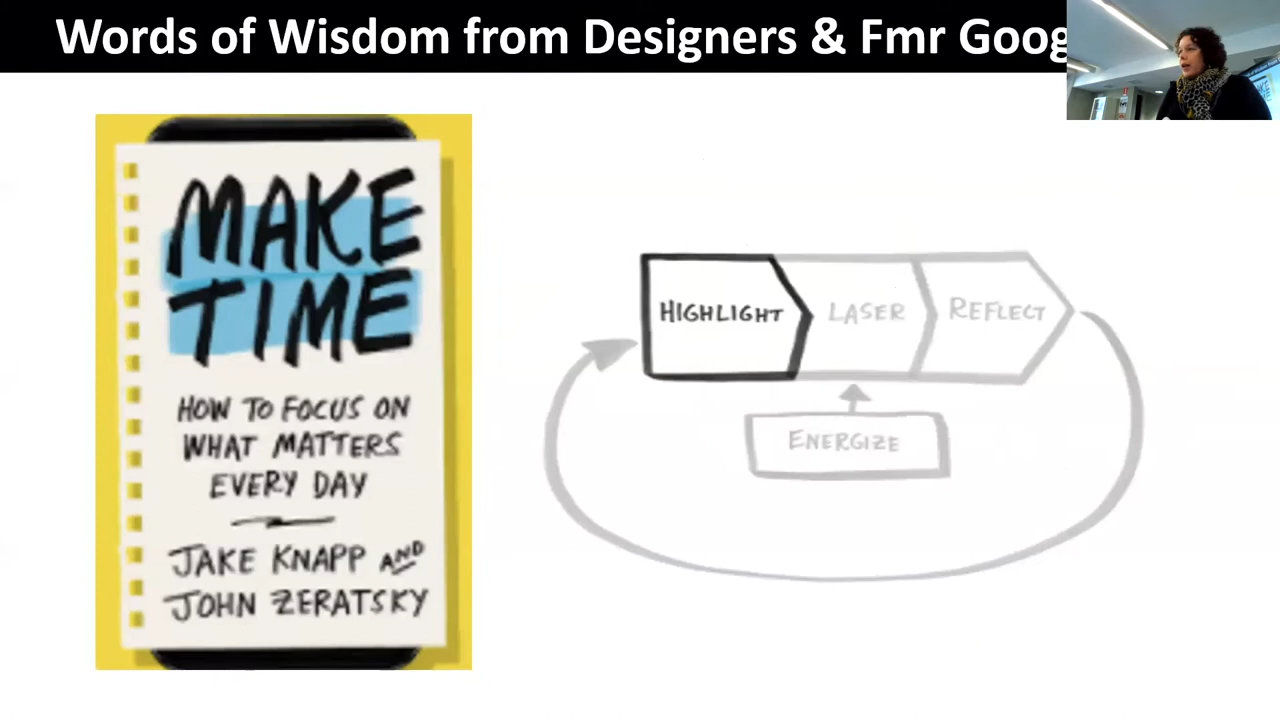 Words of Wisdom from Designers & Fmr Goog
MAKE
TIME
HOW TO FOCUS ON
WHAT MATTERS
EVERY DAY
JAKE KNAPP AND
JOHN ZERATSKY
HIGHLIGHT
LASER
REFLECT
ENERGIZE